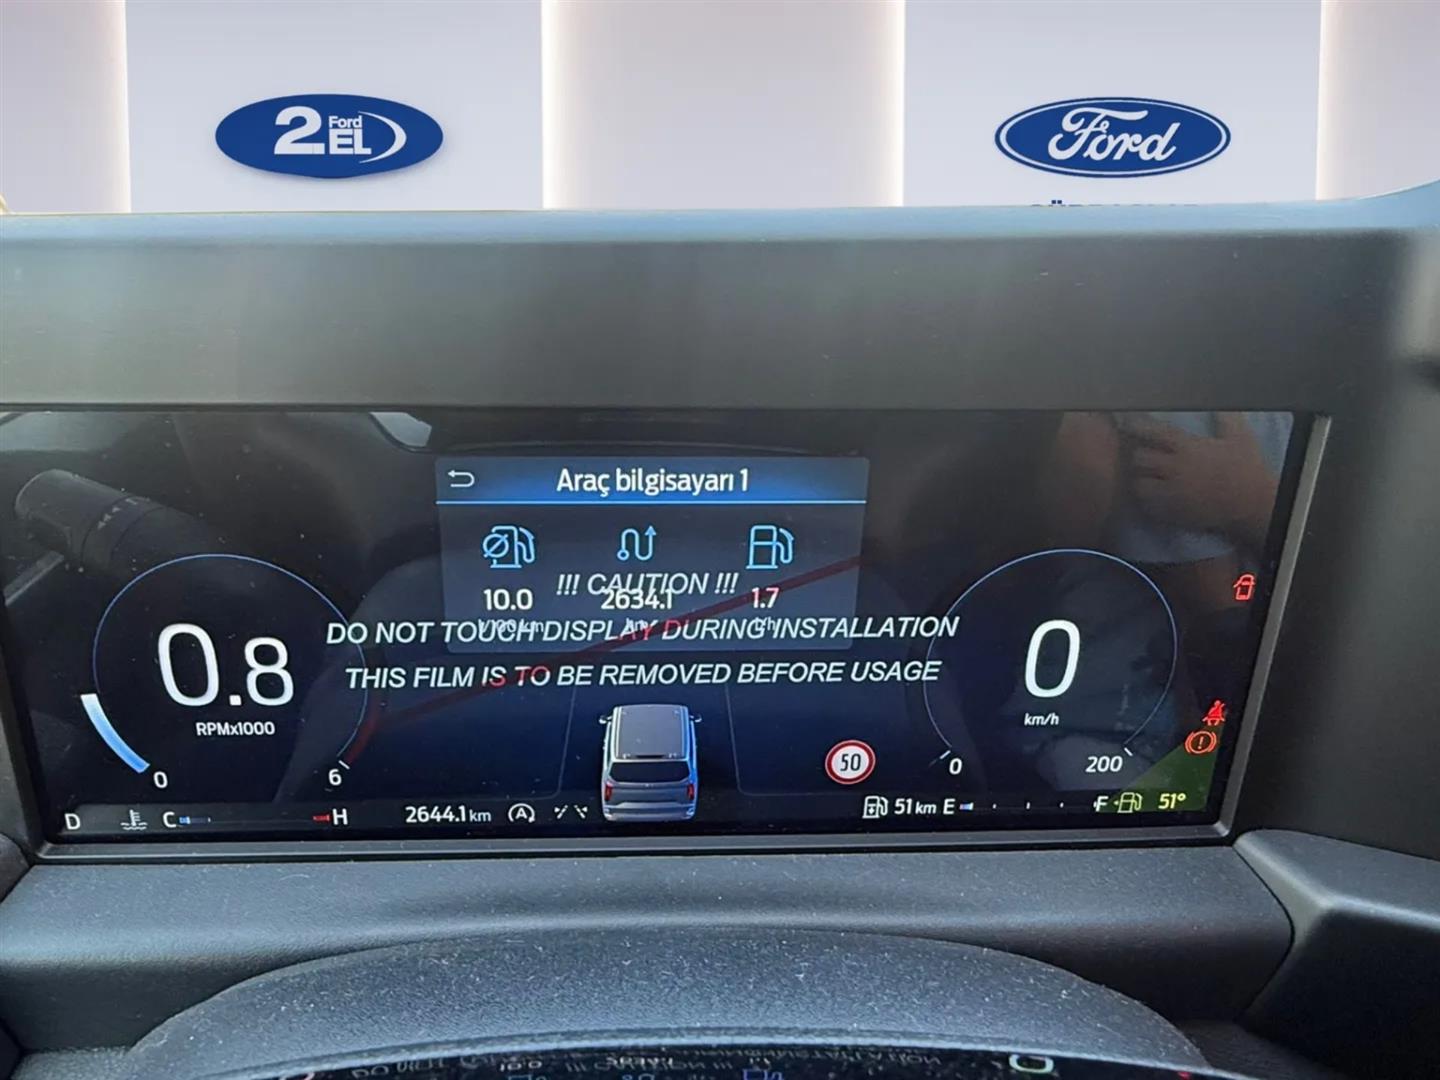 2 Ford EL
Ford
Araç bilgisayarı 1
!!! CAUTION !!!
10.0 2634.1 1.7
l/100km km l/h
DO NOT TOUCH DISPLAY DURING INSTALLATION
THIS FILM IS TO BE REMOVED BEFORE USAGE
0.8
RPMx1000
0 6
0
km/h
0 200
50
D C H 2644.1 km A 51 km E F 51°